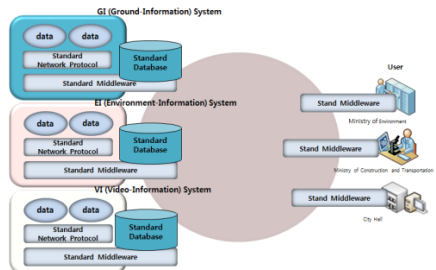 GI (Ground-Information) System
data
data
Standard
Network Protocol
Standard
Database
Standard Middleware
EI (Environment-Information) System
data
data
Standard
Network Protocol
Standard
Database
Standard Middleware
VI (Video-Information) System
data
data
Standard
Network Protocol
Standard
Database
Standard Middleware
User
Stand Middleware
Ministry of Environment
Stand Middleware
Ministry of Construction and Transportation
Stand Middleware
City Hall